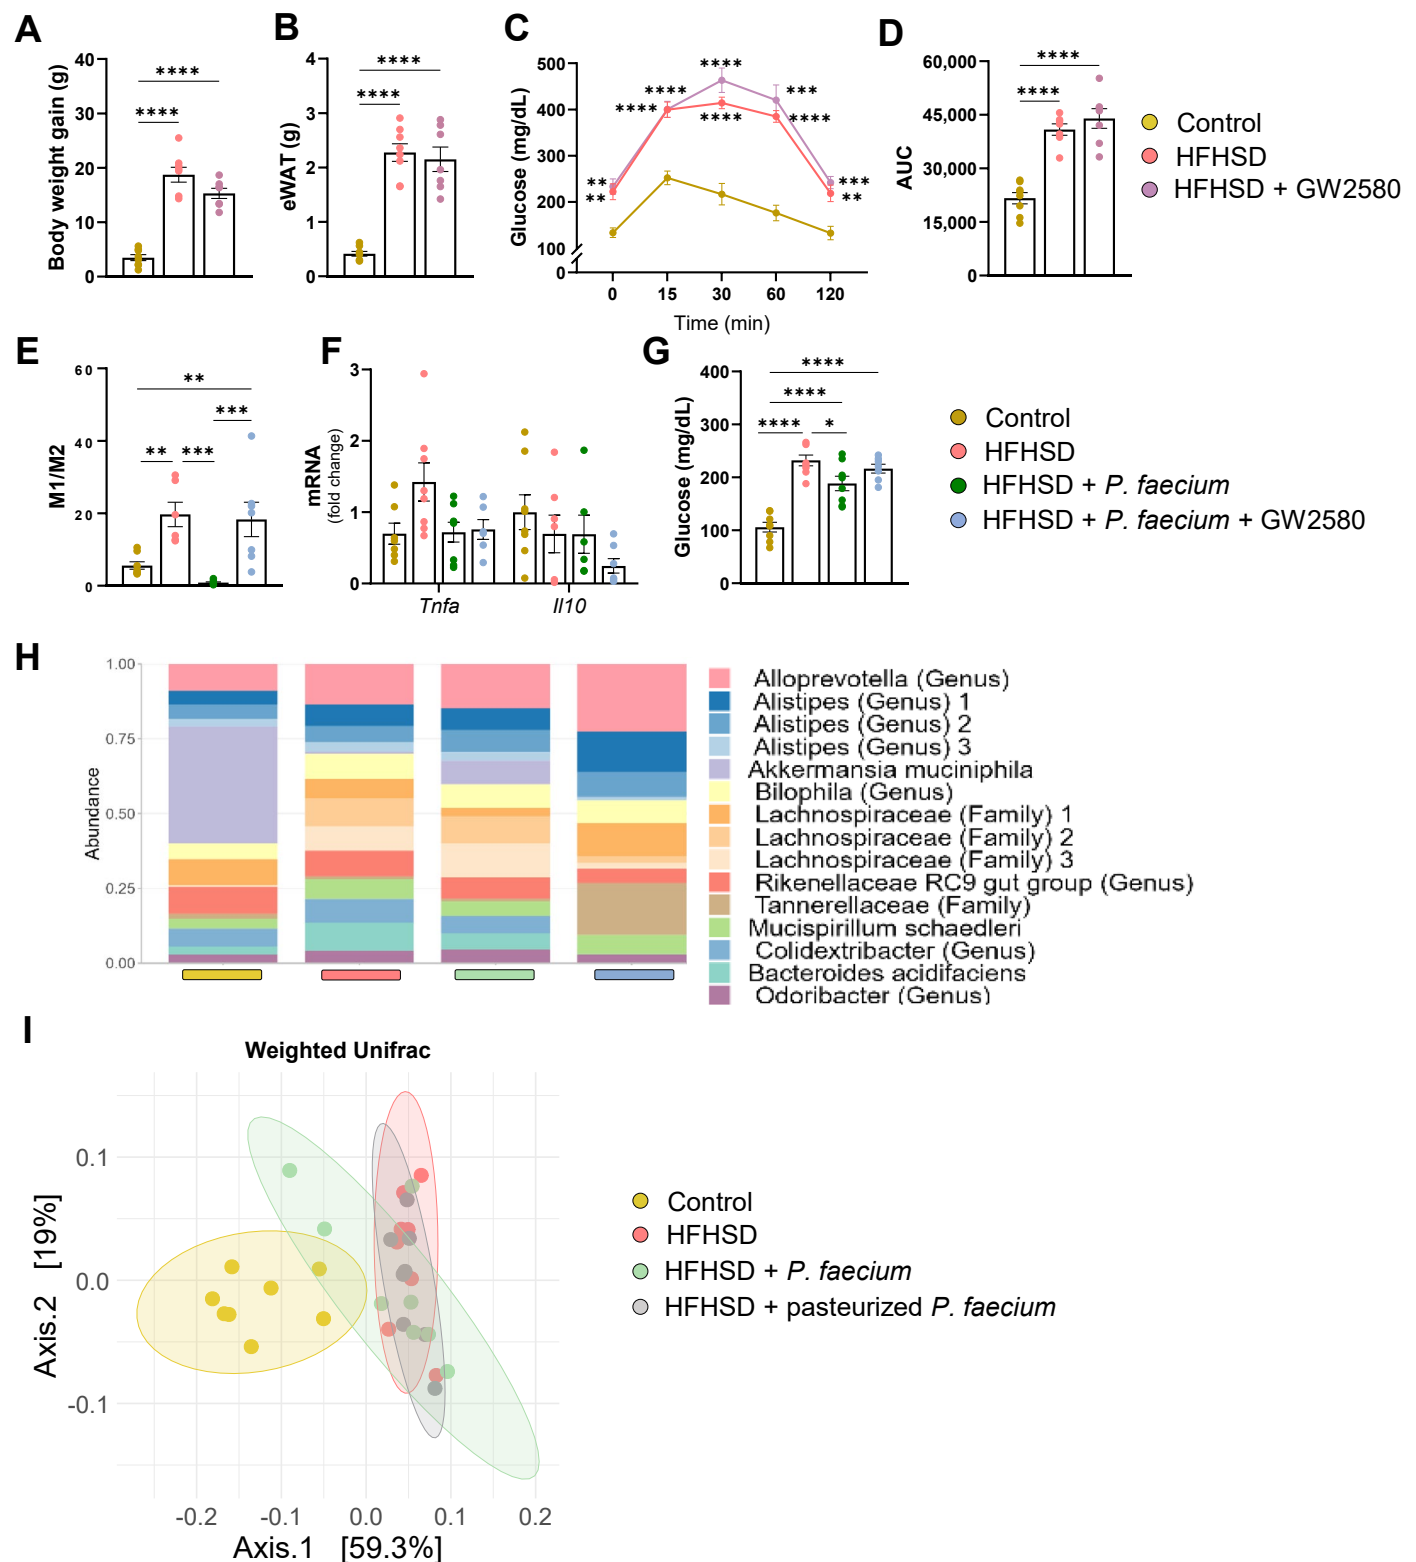 A
Body weight gain (g)
40
30
20
10
0
****
****
B
eWAT (g)
4
3
2
1
0
****
****
C
Glucose (mg/dL)
500
400
300
200
100
0
**
**
****
****
****
****
***
****
***
**
0 15 30 60 120
Time (min)
D
AUC
60,000
45,000
30,000
15,000
0
****
****
Control
HFHSD
HFHSD + GW2580
E
M1/M2
60
40
20
0
**
***
** ***
F
mRNA
(fold change)
3
2
1
0
Tnfa Il10
G
Glucose (mg/dL)
400
300
200
100
0
****
****
**** *
Control
HFHSD
HFHSD + P. faecium
HFHSD + P. faecium + GW2580
H
Abundance
1.00
0.75
0.50
0.25
0.00
Alloprevotella (Genus)
Alistipes (Genus) 1
Alistipes (Genus) 2
Alistipes (Genus) 3
Akkermansia muciniphila
Bilophila (Genus)
Lachnospiraceae (Family) 1
Lachnospiraceae (Family) 2
Lachnospiraceae (Family) 3
Rikenellaceae RC9 gut group (Genus)
Tannerellaceae (Family)
Mucispirillum schaedleri
Colidextribacter (Genus)
Bacteroides acidifaciens
Odoribacter (Genus)
I
Weighted Unifrac
Axis.2 [19%]
0.1
0.0
-0.1
-0.2 -0.1 0.0 0.1 0.2
Axis.1 [59.3%]
Control
HFHSD
HFHSD + P. faecium
HFHSD + pasteurized P. faecium